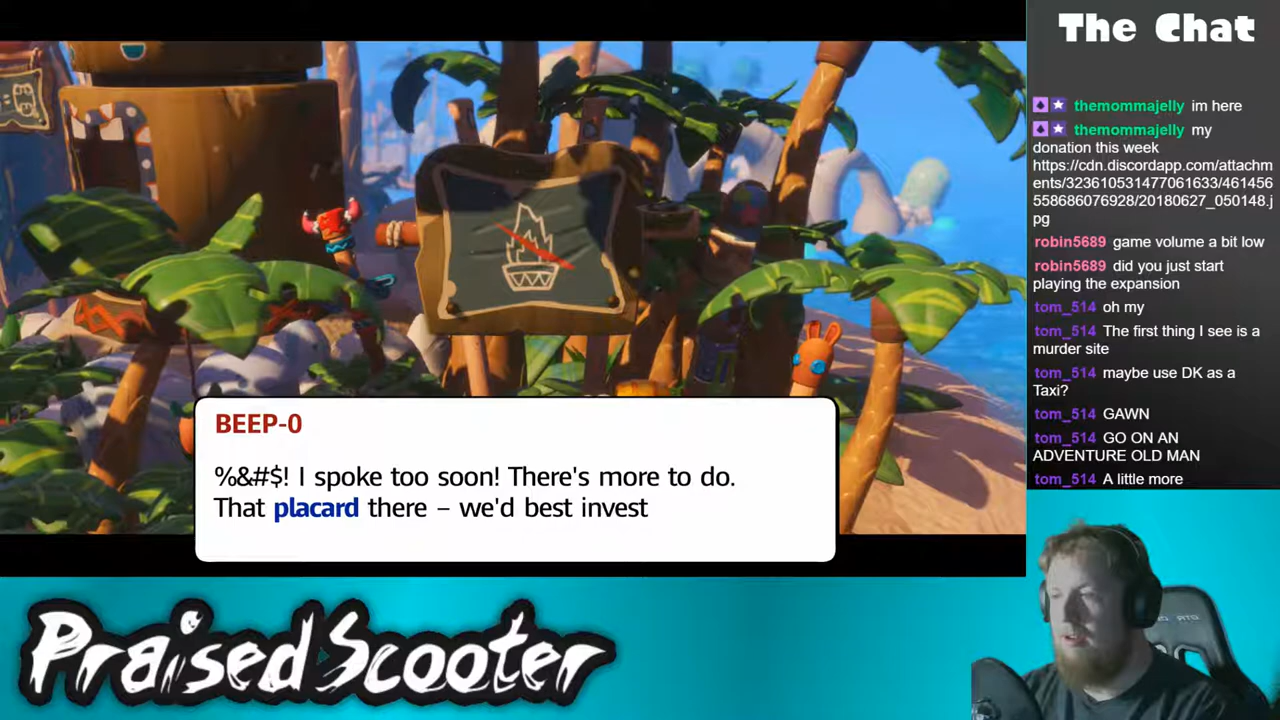 The Chat
themommajelly im here
themommajelly my
donation this week
https://cdn.discordapp.com/attachm
ents/323610531477061633/461456
558686076928/20180627_050148.j
pg
robin5689 game volume a bit low
robin5689 did you just start
playing the expansion
tom_514 oh my
tom_514 The first thing I see is a
murder site
tom_514 maybe use DK as a
Taxi?
tom_514 GAWN
tom_514 GO ON AN
ADVENTURE OLD MAN
tom_514 A little more
BEEP-0
%&#$! I spoke too soon! There's more to do.
That placard there – we'd best invest
PraisedScooter